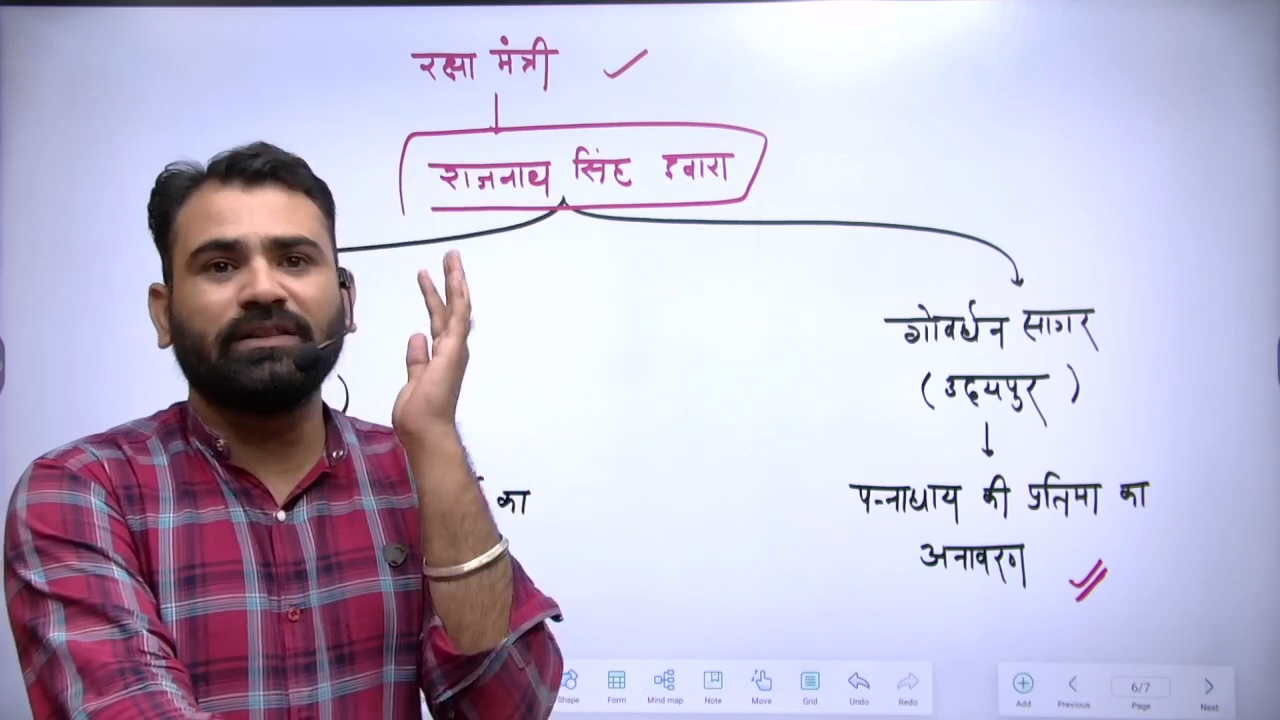 रक्षा मंत्री
राजनाथ सिंह द्वारा
गोवर्धन सागर
(उदयपुर)
)
का
पन्नाधाय की प्रतिमा का
अनावरण
Shape Form Mind map Note Move Grid Undo Redo
Add Previous 6/7 Page Next